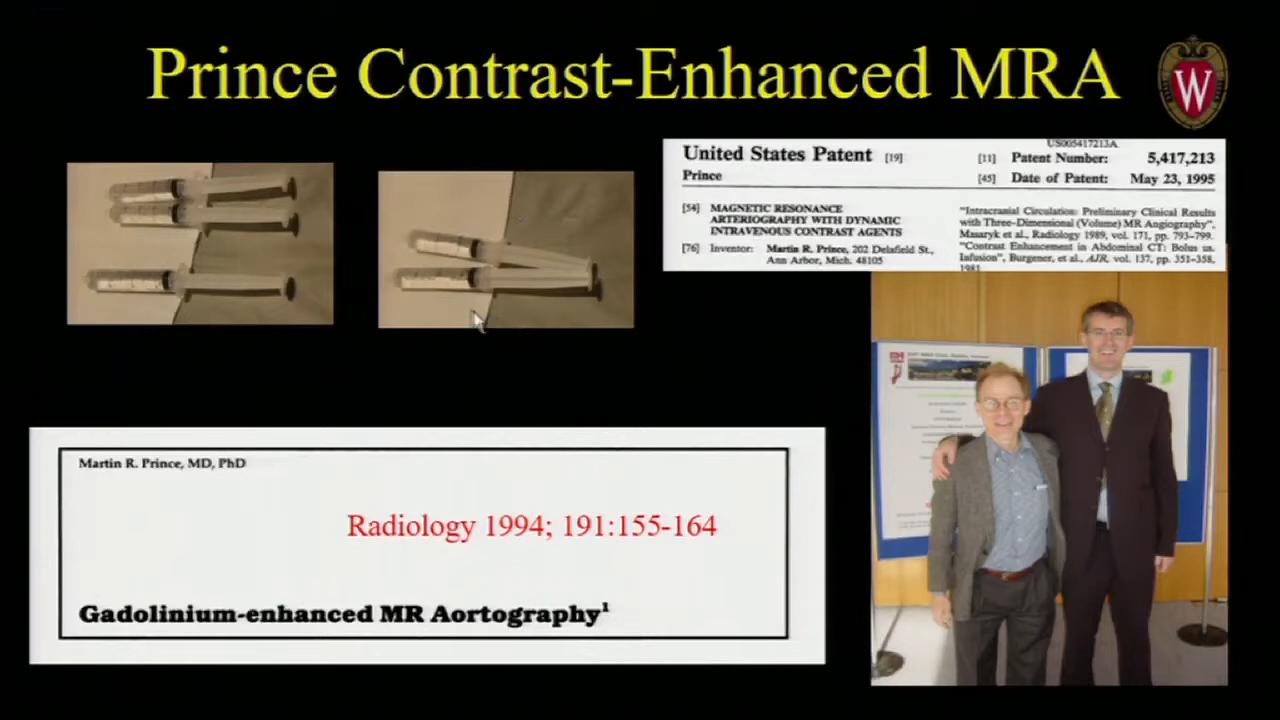 Prince Contrast-Enhanced MRA
W
US005417213A
United States Patent [19]
Prince
[11] Patent Number: 5,417,213
[45] Date of Patent: May 23, 1995
[54] MAGNETIC RESONANCE
ARTERIOGRAPHY WITH DYNAMIC
INTRAVENOUS CONTRAST AGENTS
[76] Inventor: Martin R. Prince, 202 Delafield St.,
Ann Arbor, Mich. 48105
"Intracranial Circulation: Preliminary Clinical Results
with Three-Dimensional (Volume) MR Angiography",
Masaryk et al., Radiology 1989, vol. 171, pp. 793-799.
"Contrast Enhancement in Abdominal CT: Bolus us.
Infusion", Burgener, et al., AJR, vol. 137, pp. 351-358,
1981
Martin R. Prince, MD, PhD
Radiology 1994; 191:155-164
Gadolinium-enhanced MR Aortography1